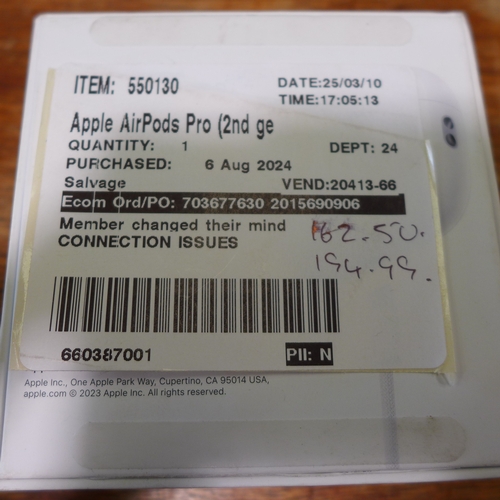 ITEM: 550130
DATE:25/03/10
TIME:17:05:13
Apple AirPods Pro (2nd ge
QUANTITY: 1
DEPT: 24
PURCHASED: 6 Aug 2024
Salvage
VEND:20413-66
Ecom Ord/PO: 703677630 2015690906
Member changed their mind
CONNECTION ISSUES
162.50.
194.99.
660387001
PII: N
Apple Inc., One Apple Park Way, Cupertino, CA 95014 USA,
apple.com © 2023 Apple Inc. All rights reserved.